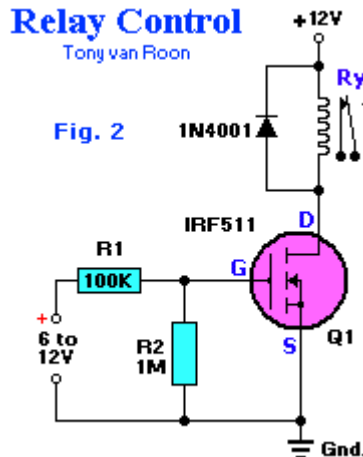 Relay Control
Tony van Roon
+12V
Ry
Fig. 2
1N4001
IRF511
D
R1
100K
G
+
6 to
12V
R2
1M
S
Q1
Gnd.